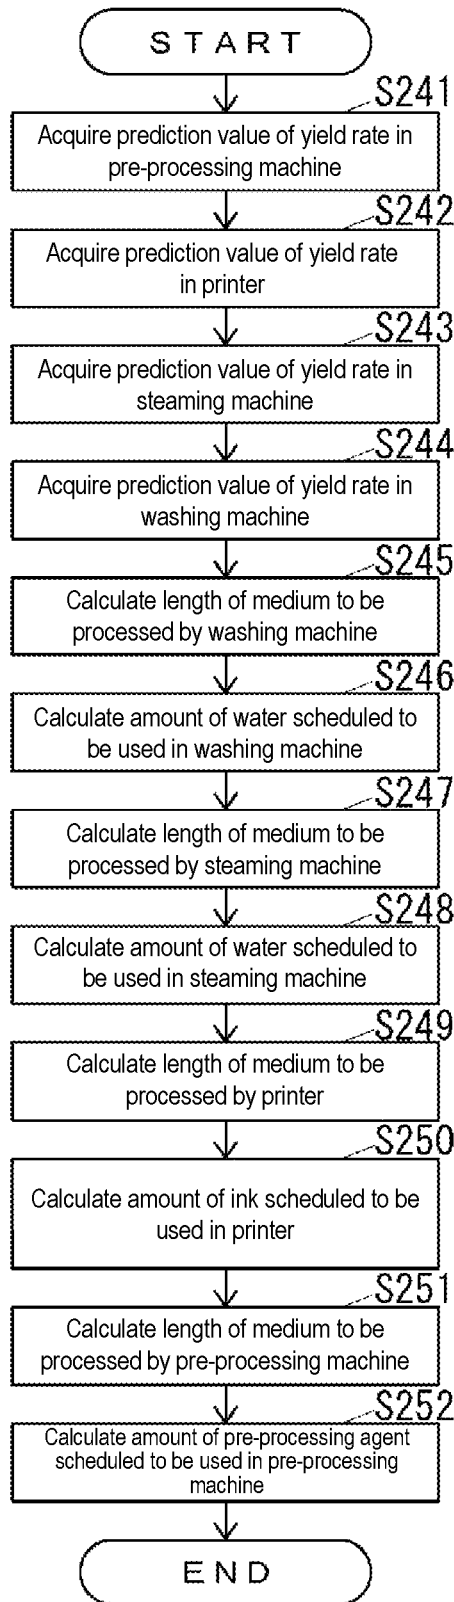 START
S241
Acquire prediction value of yield rate in
pre-processing machine
S242
Acquire prediction value of yield rate
in printer
S243
Acquire prediction value of yield rate in
steaming machine
S244
Acquire prediction value of yield rate in
washing machine
S245
Calculate length of medium to be
processed by washing machine
S246
Calculate amount of water scheduled to
be used in washing machine
S247
Calculate length of medium to be
processed by steaming machine
S248
Calculate amount of water scheduled to
be used in steaming machine
S249
Calculate length of medium to be
processed by printer
S250
Calculate amount of ink scheduled to be
used in printer
S251
Calculate length of medium to be
processed by pre-processing machine
S252
Calculate amount of pre-processing agent
scheduled to be used in pre-processing
machine
END